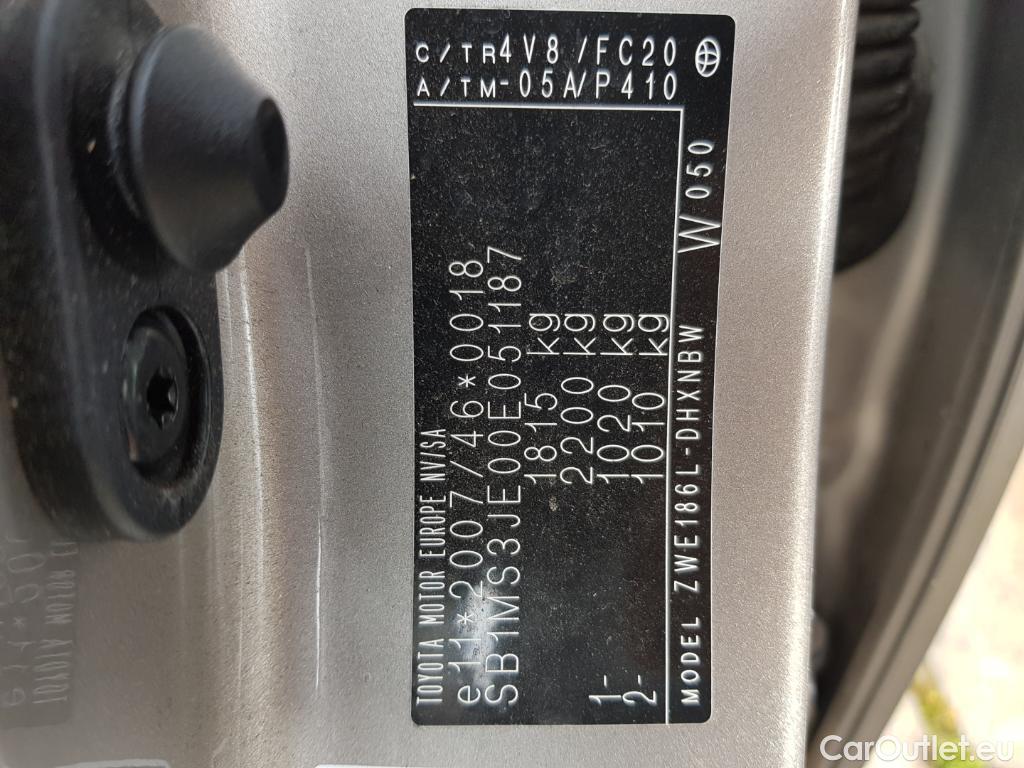 TOYOTA MOTOR EUROPE NV/SA
e11*2007/46*0018
SB1MS3JE00E051187
1815 kg
2200 kg
1- 1020 kg
2- 1010 kg
MODEL ZWE186L-DHXNBW W 050
C/TR 4V8 /FC20
A/TM -05A/P410
CarOutlet.eu